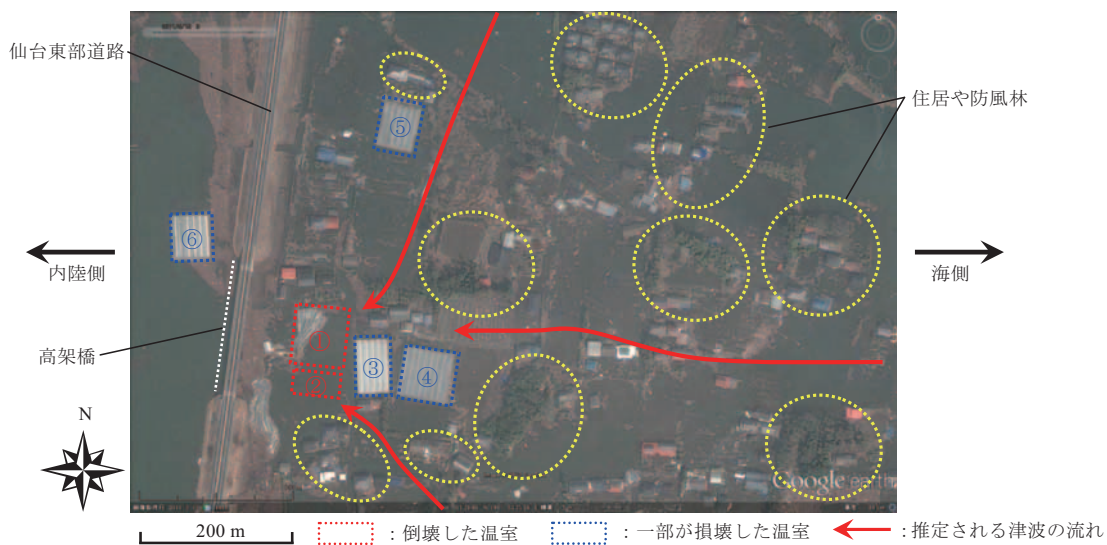 仙台東部道路
住居や防風林
⑤
⑥
内陸側
海側
①
③
④
②
高架橋
N
Google earth
200 m
:倒壊した温室
:一部が損壊した温室
:推定される津波の流れ